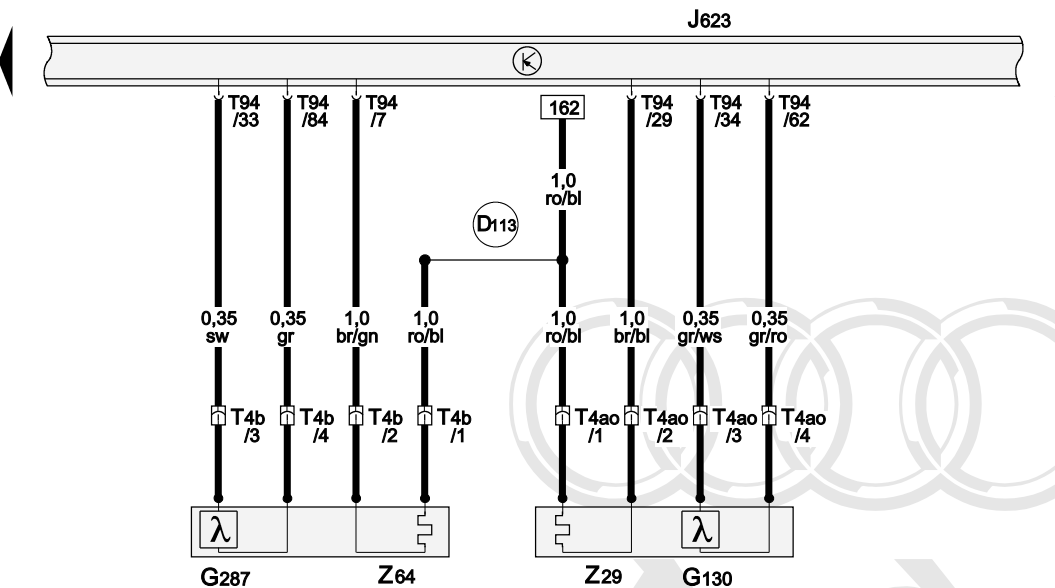 J623
T94 T94 T94 162 T94 T94 T94
/33 /84 /7 /29 /34 /62
1,0
ro/bl
D113
0,35 0,35 1,0 1,0 1,0 1,0 0,35 0,35
sw gr br/gn ro/bl ro/bl br/bl gr/ws gr/ro
T4b T4b T4b T4b T4ao T4ao T4ao T4ao
/3 /4 /2 /1 /1 /2 /3 /4
λ λ
G287 Z64 Z29 G130